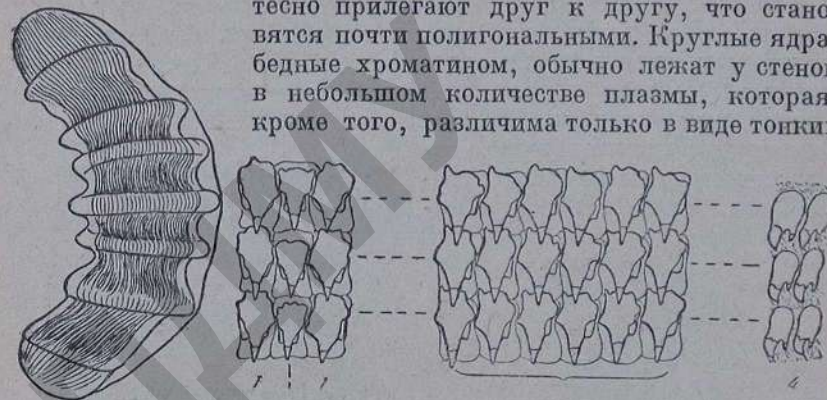 тесно прилегают друг к другу, что стано
вятся почти полигональными. Круглые ядра
бедные хроматином, обычно лежат у стенок
в небольшом количестве плазмы, которая
кроме того, различима только в виде тонки
4